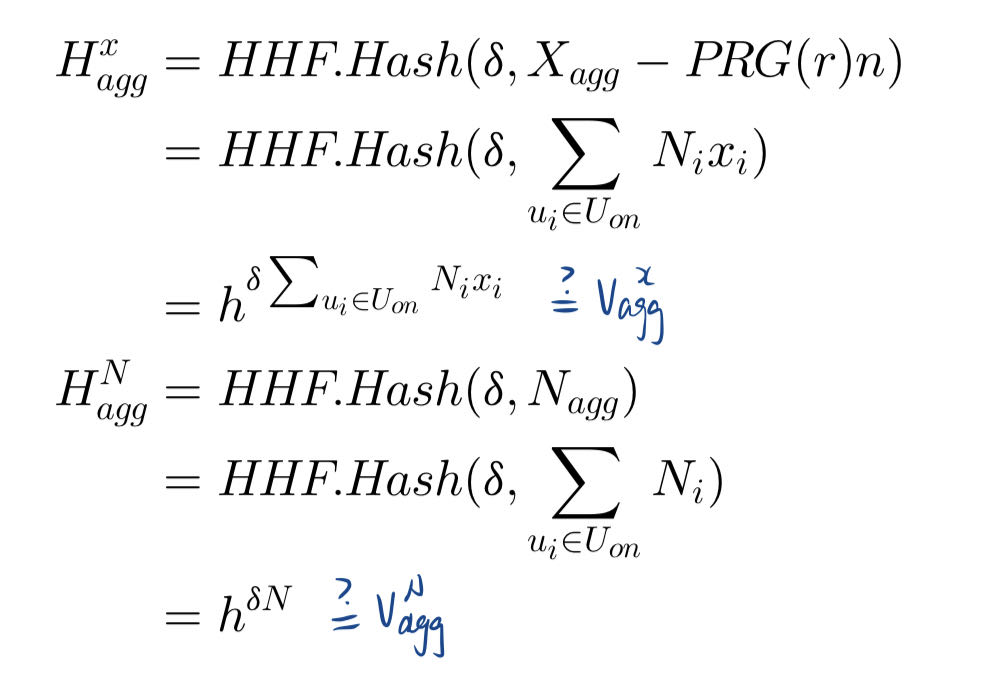 H^x_{agg} = HHF.Hash(δ, X_{agg} − PRG(r)n)
= HHF.Hash(δ, ∑_{u_i∈U_{on}} N_i x_i)
= h^{δ ∑_{u_i∈U_{on}} N_i x_i} ≟ V^x_{agg}
H^N_{agg} = HHF.Hash(δ, N_{agg})
= HHF.Hash(δ, ∑_{u_i∈U_{on}} N_i)
= h^{δN} ≟ V^N_{agg}